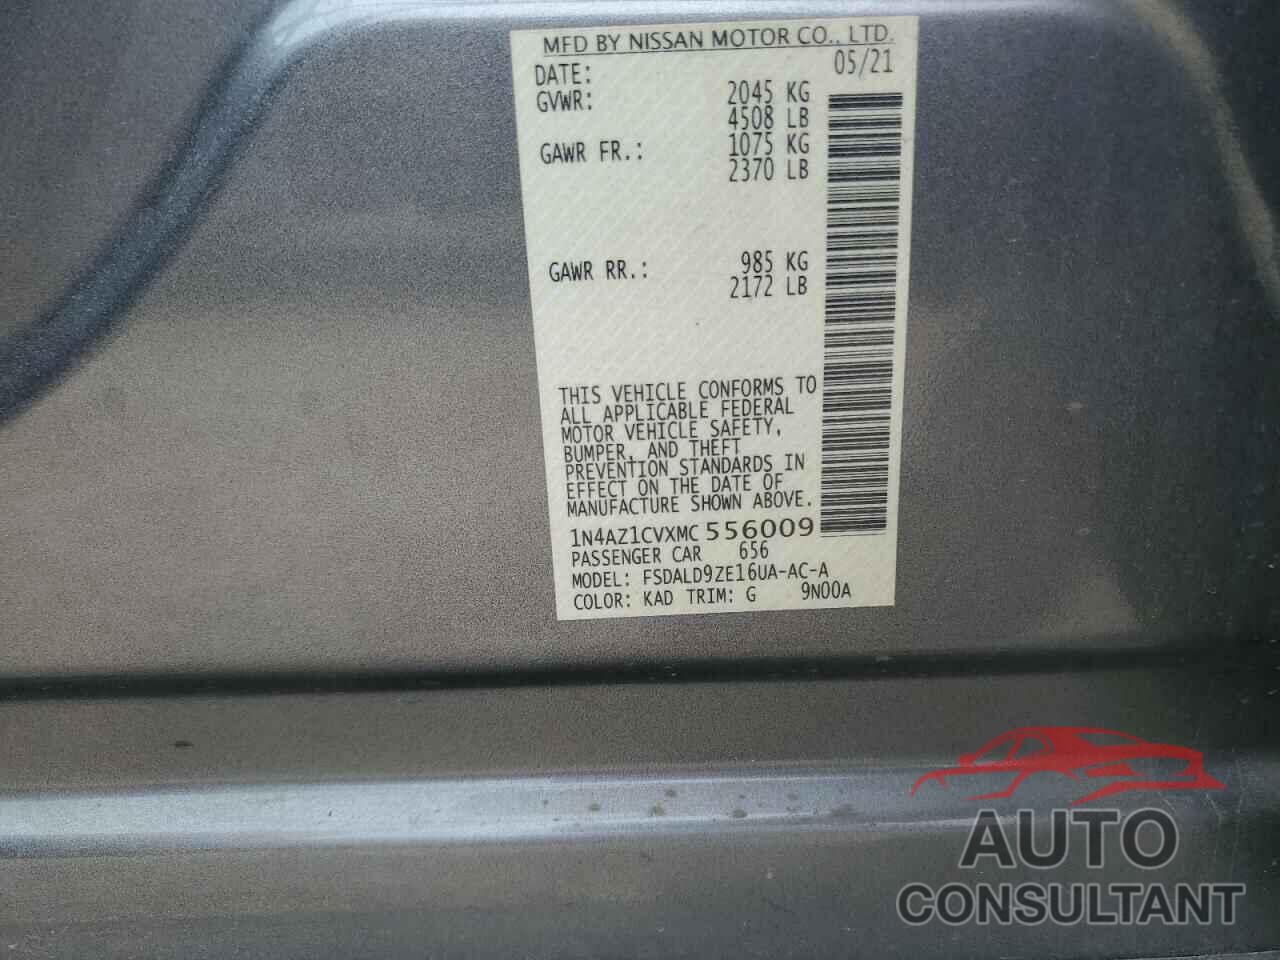 MFD BY NISSAN MOTOR CO., LTD.
DATE: 05/21
GVWR: 2045 KG
4508 LB
GAWR FR.: 1075 KG
2370 LB
GAWR RR.: 985 KG
2172 LB
THIS VEHICLE CONFORMS TO
ALL APPLICABLE FEDERAL
MOTOR VEHICLE SAFETY,
BUMPER, AND THEFT
PREVENTION STANDARDS IN
EFFECT ON THE DATE OF
MANUFACTURE SHOWN ABOVE.
1N4AZ1CVXMC 556009
PASSENGER CAR 656
MODEL: FSDALD9ZE16UA-AC-A
COLOR: KAD TRIM: G 9N00A
AUTO
CONSULTANT